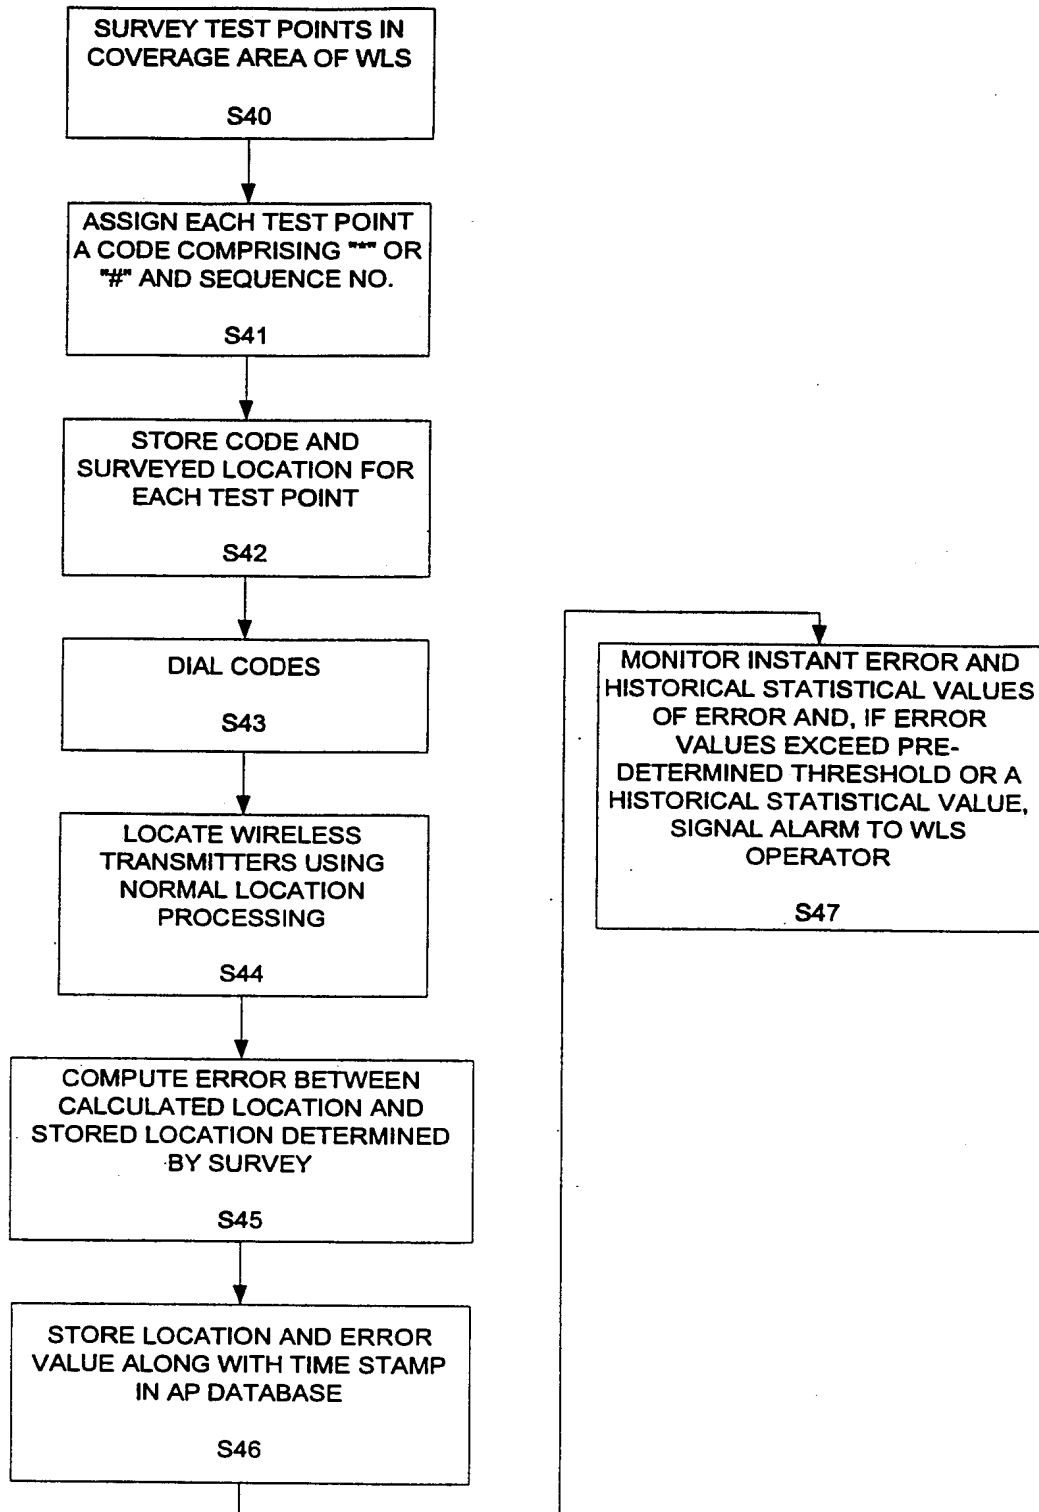 SURVEY TEST POINTS IN
COVERAGE AREA OF WLS
S40
ASSIGN EACH TEST POINT
A CODE COMPRISING "*" OR
"#" AND SEQUENCE NO.
S41
STORE CODE AND
SURVEYED LOCATION FOR
EACH TEST POINT
S42
DIAL CODES
S43
LOCATE WIRELESS
TRANSMITTERS USING
NORMAL LOCATION
PROCESSING
S44
COMPUTE ERROR BETWEEN
CALCULATED LOCATION AND
STORED LOCATION DETERMINED
BY SURVEY
S45
STORE LOCATION AND ERROR
VALUE ALONG WITH TIME STAMP
IN AP DATABASE
S46
MONITOR INSTANT ERROR AND
HISTORICAL STATISTICAL VALUES
OF ERROR AND, IF ERROR
VALUES EXCEED PRE-
DETERMINED THRESHOLD OR A
HISTORICAL STATISTICAL VALUE,
SIGNAL ALARM TO WLS
OPERATOR
S47